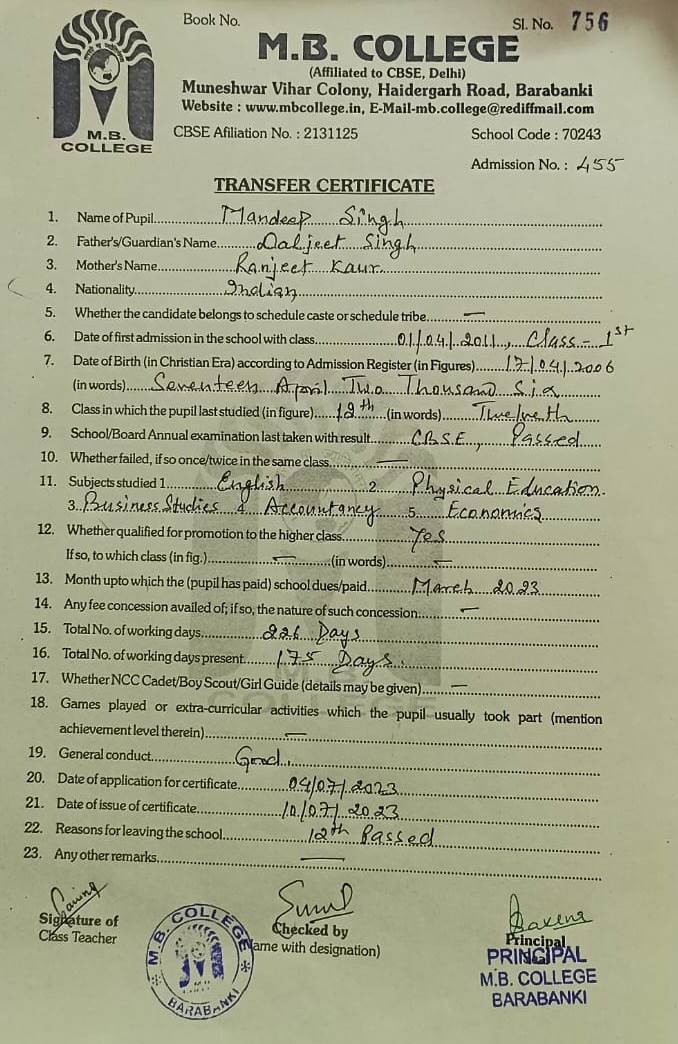 Book No.
Sl. No. 756
M.B. COLLEGE
(Affiliated to CBSE, Delhi)
Muneshwar Vihar Colony, Haidergarh Road, Barabanki
Website : www.mbcollege.in, E-Mail-mb.college@rediffmail.com
M.B.
COLLEGE
CBSE Afiliation No. : 2131125
School Code : 70243
Admission No. : 455
TRANSFER CERTIFICATE
1. Name of Pupil Mandeep Singh
2. Father's/Guardian's Name Daljeet Singh
3. Mother's Name Ranjeet Kaur
4. Nationality Indian
5. Whether the candidate belongs to schedule caste or schedule tribe —
6. Date of first admission in the school with class 01/04/2011, Class - 1st
7. Date of Birth (in Christian Era) according to Admission Register (in Figures) 17/04/2006
(in words) Seventeen April Two Thousand Six
8. Class in which the pupil last studied (in figure) 12th (in words) Twelveth
9. School/Board Annual examination last taken with result CBSE, Passed
10. Whether failed, if so once/twice in the same class —
11. Subjects studied 1 English 2 Physical Education.
3. Business Studies 4 Accountancy 5 Economics
12. Whether qualified for promotion to the higher class Yes
If so, to which class (in fig.) — (in words) —
13. Month upto which the (pupil has paid) school dues/paid March 2023
14. Any fee concession availed of; if so, the nature of such concession: —
15. Total No. of working days 226 Days
16. Total No. of working days present 175 Days.
17. Whether NCC Cadet/Boy Scout/Girl Guide (details may be given) —
18. Games played or extra-curricular activities which the pupil usually took part (mention
achievement level therein) —
19. General conduct Good.
20. Date of application for certificate 04/07/2023
21. Date of issue of certificate 10/07/2023
22. Reasons for leaving the school 12th Passed
23. Any other remarks —
Signature of
Class Teacher
M.B. COLLEGE
BARABANKI
Checked by
ame with designation)
Principal
PRINCIPAL
M.B. COLLEGE
BARABANKI